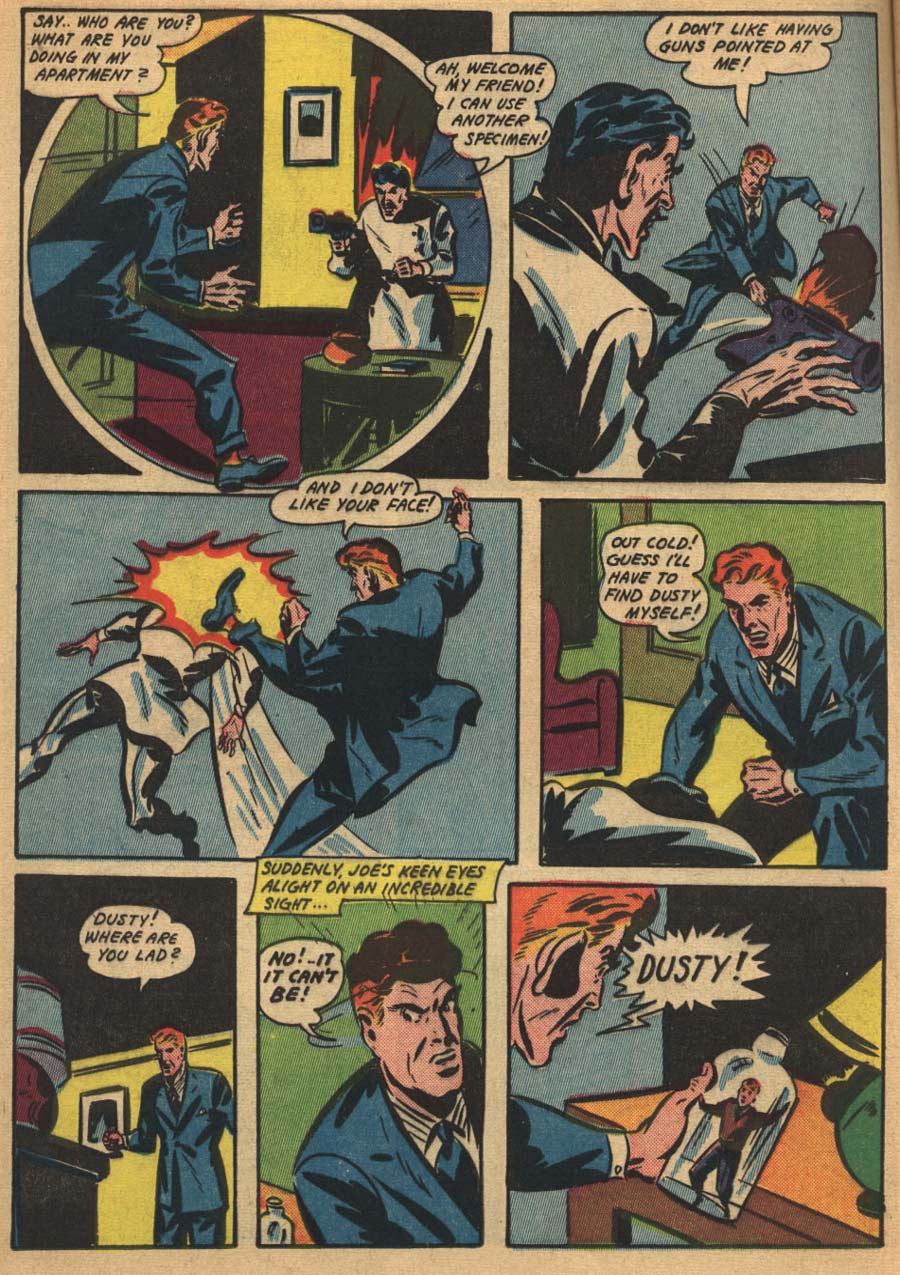 SAY.. WHO ARE YOU?
WHAT ARE YOU
DOING IN MY
APARTMENT?
AH, WELCOME
MY FRIEND!
I CAN USE
ANOTHER
SPECIMEN!
I DON'T LIKE HAVING
GUNS POINTED AT
ME!
AND I DON'T
LIKE YOUR FACE!
OUT COLD!
GUESS I'LL
HAVE TO
FIND DUSTY
MYSELF!
DUSTY!
WHERE ARE
YOU LAD?
SUDDENLY, JOE'S KEEN EYES
ALIGHT ON AN INCREDIBLE
SIGHT...
NO!..IT
IT CAN'T
BE!
DUSTY!